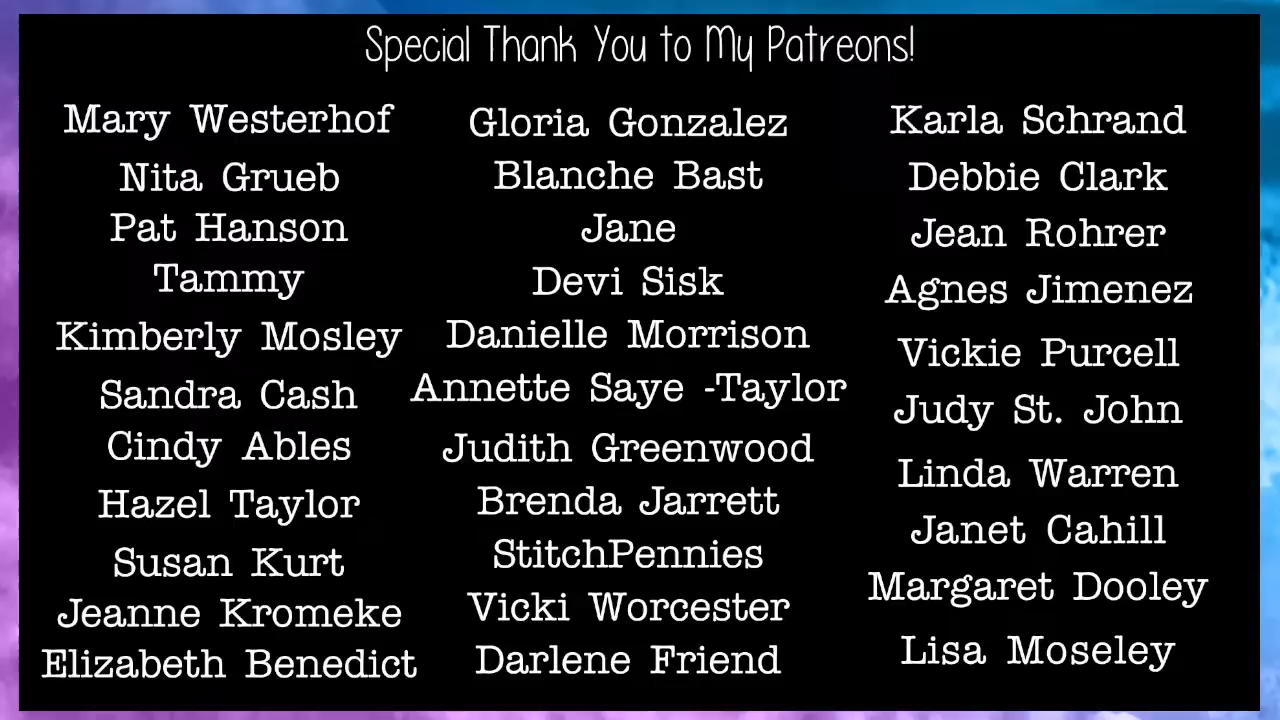 Special Thank You to My Patreons!
Mary Westerhof
Nita Grueb
Pat Hanson
Tammy
Kimberly Mosley
Sandra Cash
Cindy Ables
Hazel Taylor
Susan Kurt
Jeanne Kromeke
Elizabeth Benedict
Gloria Gonzalez
Blanche Bast
Jane
Devi Sisk
Danielle Morrison
Annette Saye -Taylor
Judith Greenwood
Brenda Jarrett
StitchPennies
Vicki Worcester
Darlene Friend
Karla Schrand
Debbie Clark
Jean Rohrer
Agnes Jimenez
Vickie Purcell
Judy St. John
Linda Warren
Janet Cahill
Margaret Dooley
Lisa Moseley